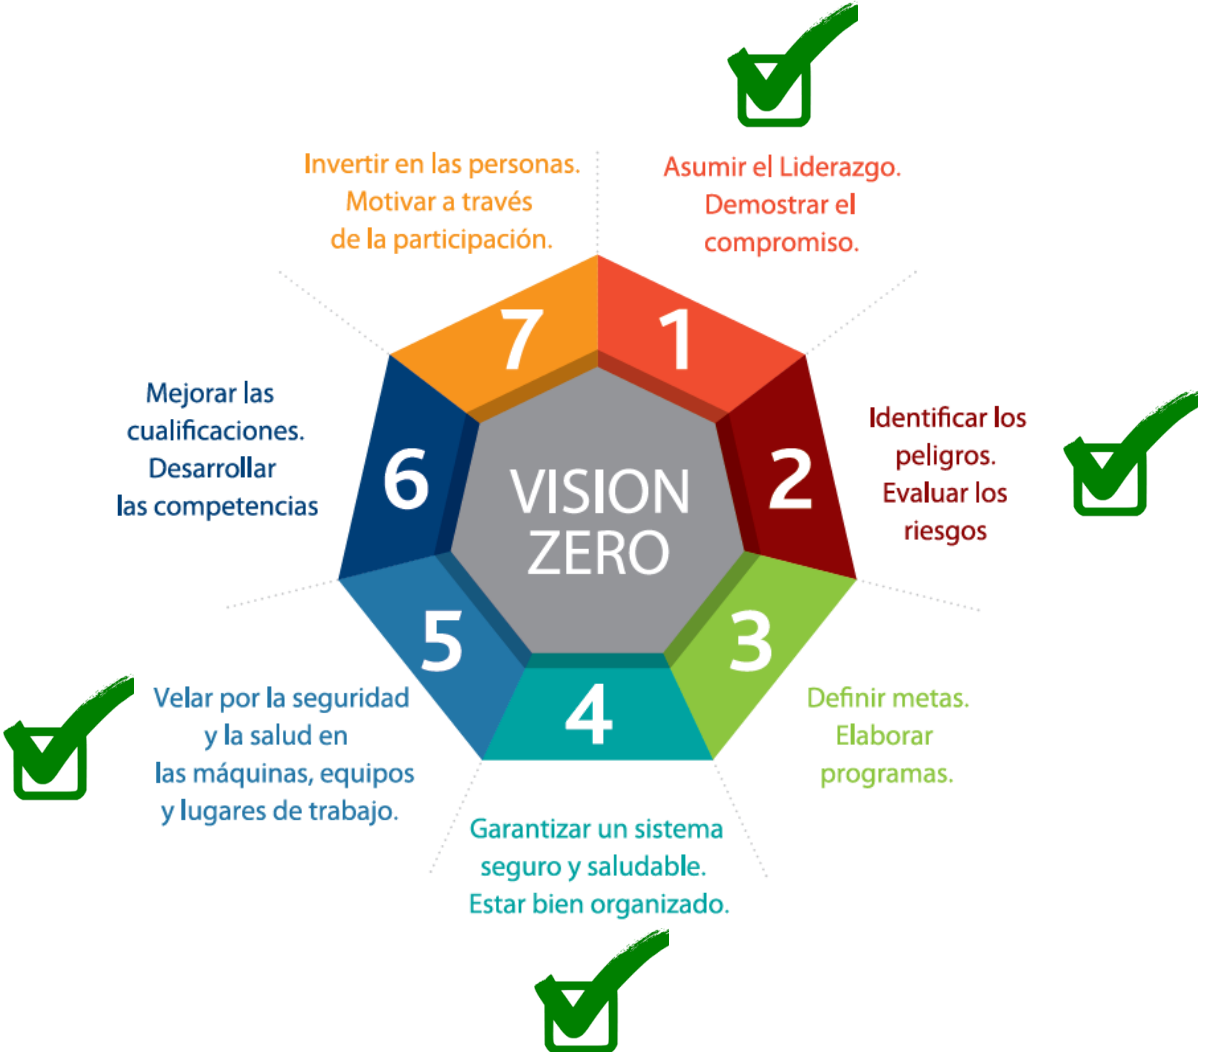 Asumir el Liderazgo.
Demostrar el
compromiso.
1
Identificar los
peligros.
Evaluar los
riesgos
2
Definir metas.
Elaborar
programas.
3
Garantizar un sistema
seguro y saludable.
Estar bien organizado.
4
Velar por la seguridad
y la salud en
las máquinas, equipos
y lugares de trabajo.
5
Mejorar las
cualificaciones.
Desarrollar
las competencias
6
Invertir en las personas.
Motivar a través
de la participación.
7
VISION
ZERO